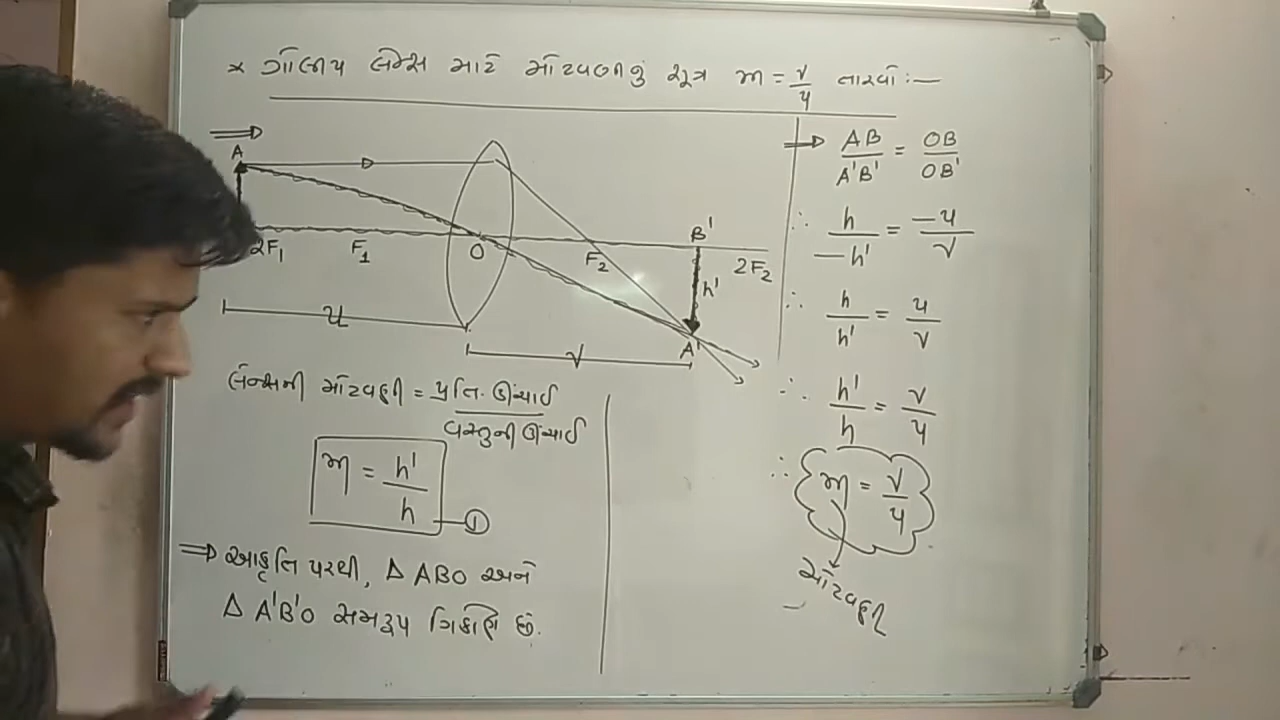 * ગોલીય લેન્સ માટે મોટવણીનું સૂત્ર m = v/u તારવો :—
A
2F₁ F₁ O F₂ B' 2F₂
h'
A'
u
v
લેન્સની મોટવણી = પ્રતિ. ઊંચાઈ / વસ્તુની ઊંચાઈ
m = h'/h —①
⇒ આકૃતિ પરથી, Δ ABO અને
Δ A'B'O સમરૂપ ત્રિકોણ છે.
⇒ AB/A'B' = OB/OB'
∴ h/—h' = —u/v
∴ h/h' = u/v
∴ h'/h = v/u
∴ m = v/u
મોટવણી